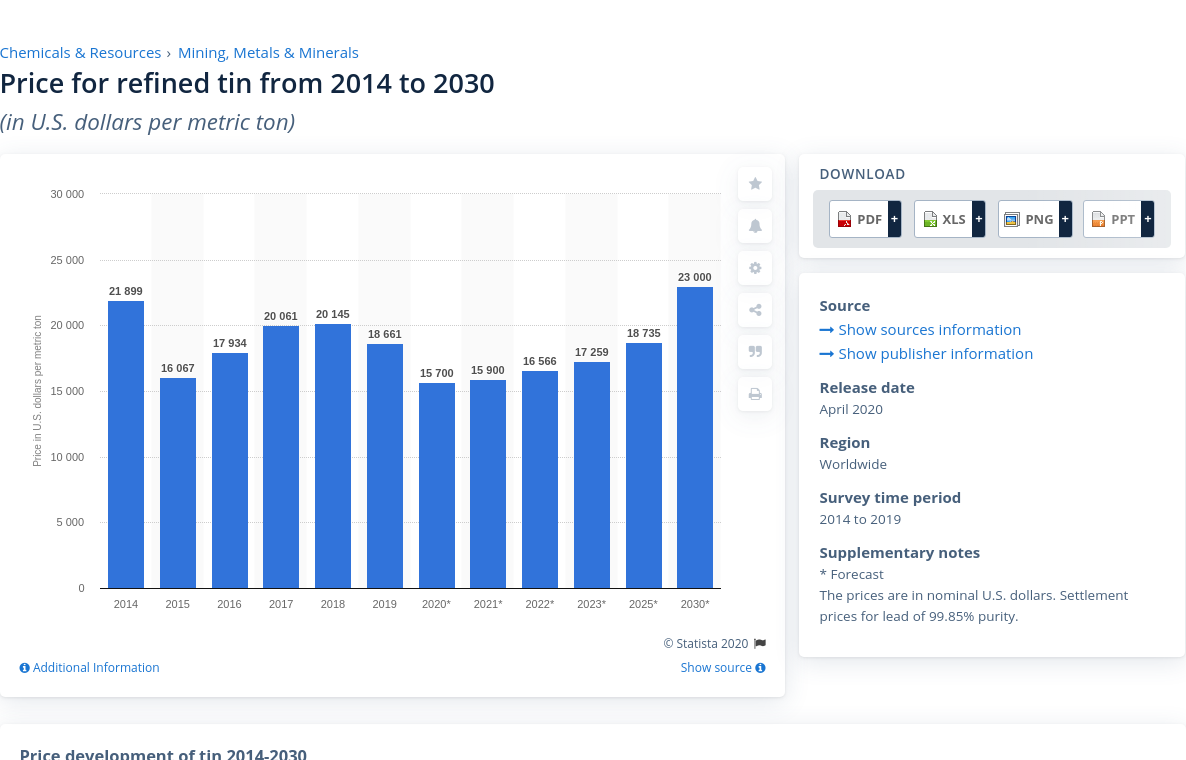 Chemicals & Resources › Mining, Metals & Minerals
Price for refined tin from 2014 to 2030
(in U.S. dollars per metric ton)
30 000
25 000
20 000
15 000
10 000
5 000
0
Price in U.S. dollars per metric ton
21 899
16 067
17 934
20 061
20 145
18 661
15 700
15 900
16 566
17 259
18 735
23 000
2014 2015 2016 2017 2018 2019 2020* 2021* 2022* 2023* 2025* 2030*
© Statista 2020
Additional Information
Show source
DOWNLOAD
PDF + XLS + PNG + PPT +
Source
Show sources information
Show publisher information
Release date
April 2020
Region
Worldwide
Survey time period
2014 to 2019
Supplementary notes
* Forecast
The prices are in nominal U.S. dollars. Settlement
prices for lead of 99.85% purity.
Price development of tin 2014-2030